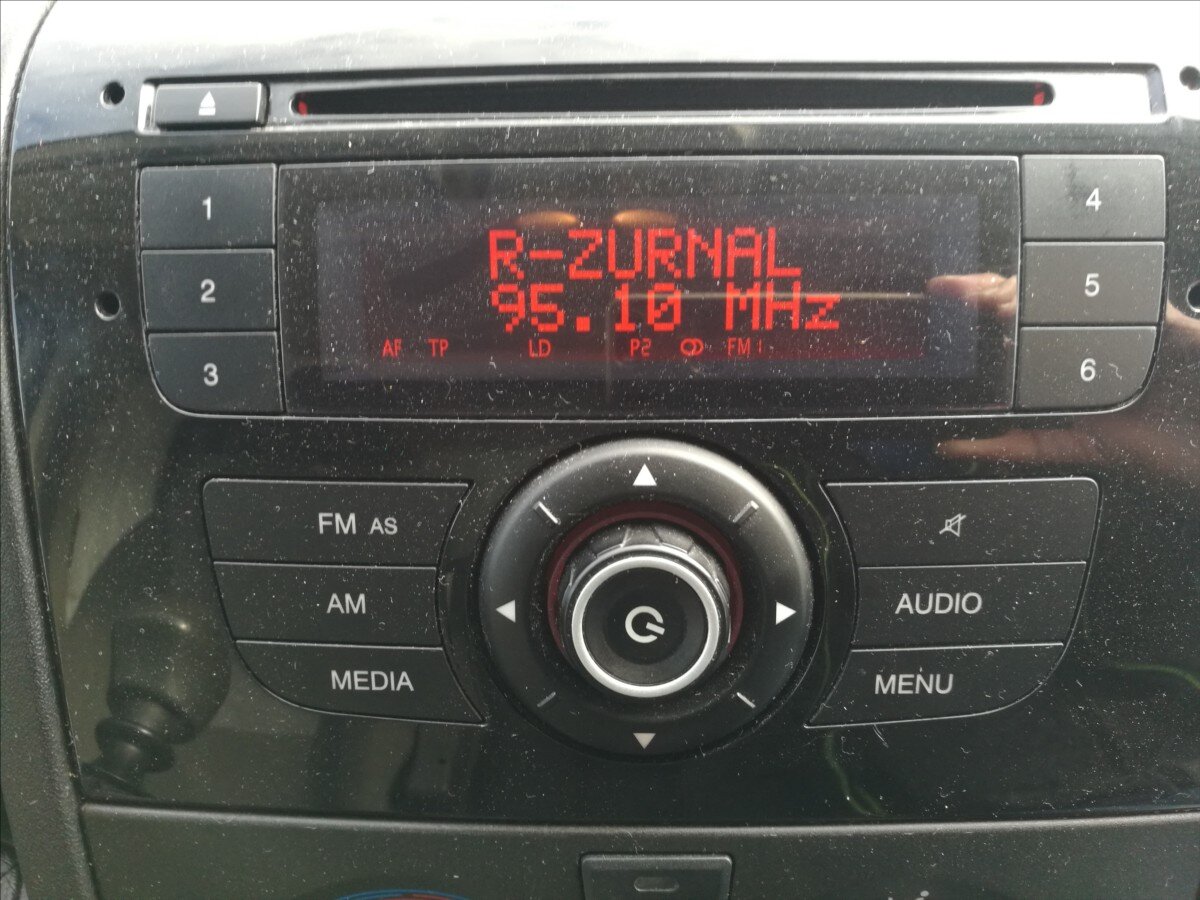 1
2
3
R-ZURNAL
95.10 MHz
AF TP LD P2 FM1
4
5
6
FM AS
AM
MEDIA
AUDIO
MENU